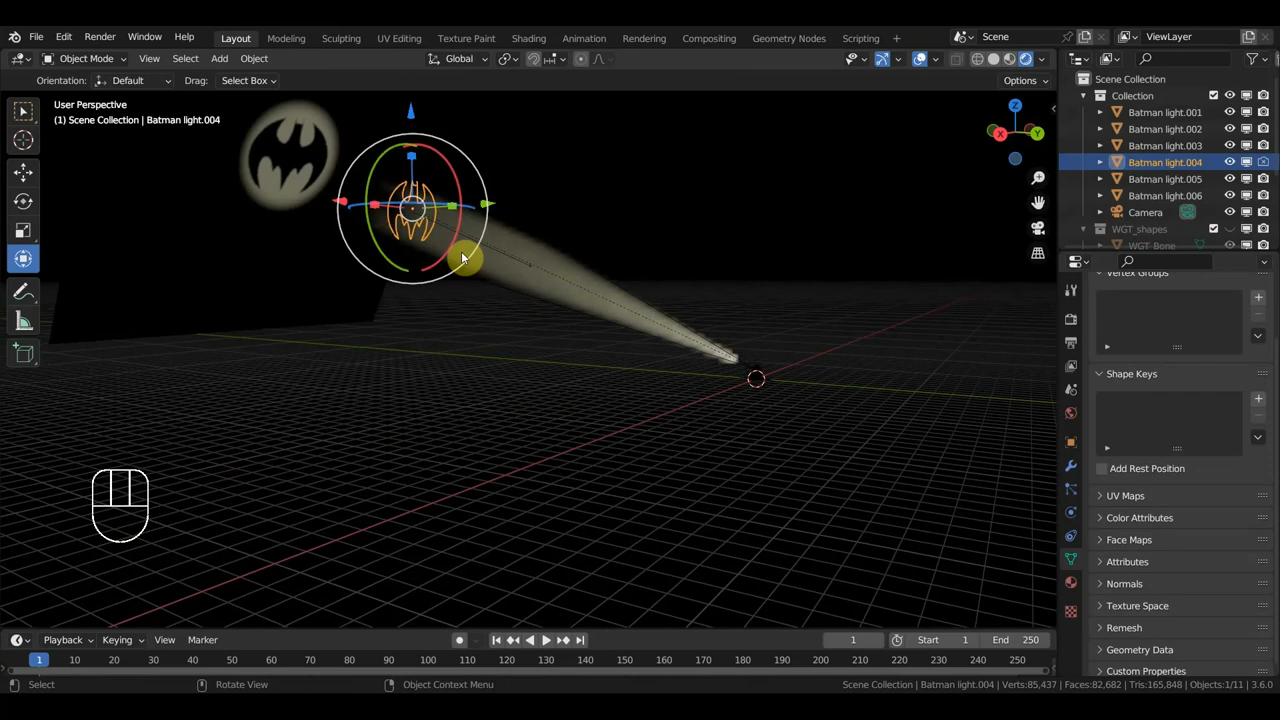 File Edit Render Window Help Layout Modeling Sculpting UV Editing Texture Paint Shading Animation Rendering Compositing Geometry Nodes Scripting + Scene ViewLayer
Object Mode View Select Add Object Global
Orientation: Default Drag: Select Box Options
User Perspective
(1) Scene Collection | Batman light.004
Z
X
Y
Scene Collection
Collection
Batman light.001
Batman light.002
Batman light.003
Batman light.004
Batman light.005
Batman light.006
Camera
WGT_shapes
WGT Bone
Vertex Groups
Shape Keys
Add Rest Position
UV Maps
Color Attributes
Face Maps
Attributes
Normals
Texture Space
Remesh
Geometry Data
Custom Properties
Playback Keying View Marker 1 Start 1 End 250
1 10 20 30 40 50 60 70 80 90 100 110 120 130 140 150 160 170 180 190 200 210 220 230 240 250
Select Rotate View Object Context Menu Scene Collection | Batman light.004 | Verts:85,437 | Faces:82,682 | Tris:165,848 | Objects:1/11 | 3.6.0